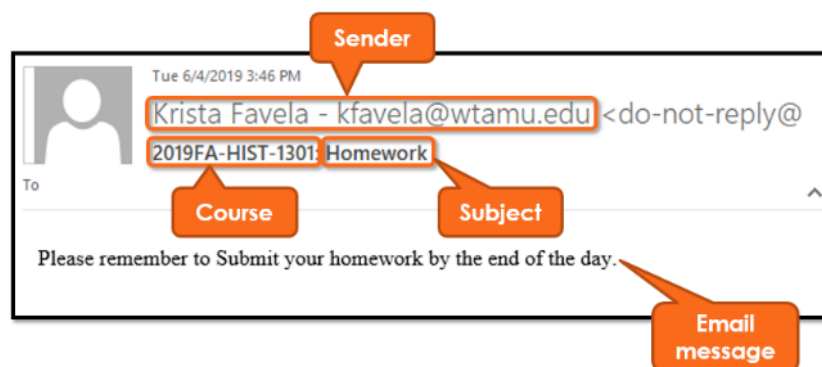 Sender
Tue 6/4/2019 3:46 PM
Krista Favela - kfavela@wtamu.edu <do-not-reply@
2019FA-HIST-1301: Homework
To
Course
Subject
Please remember to Submit your homework by the end of the day.
Email
message